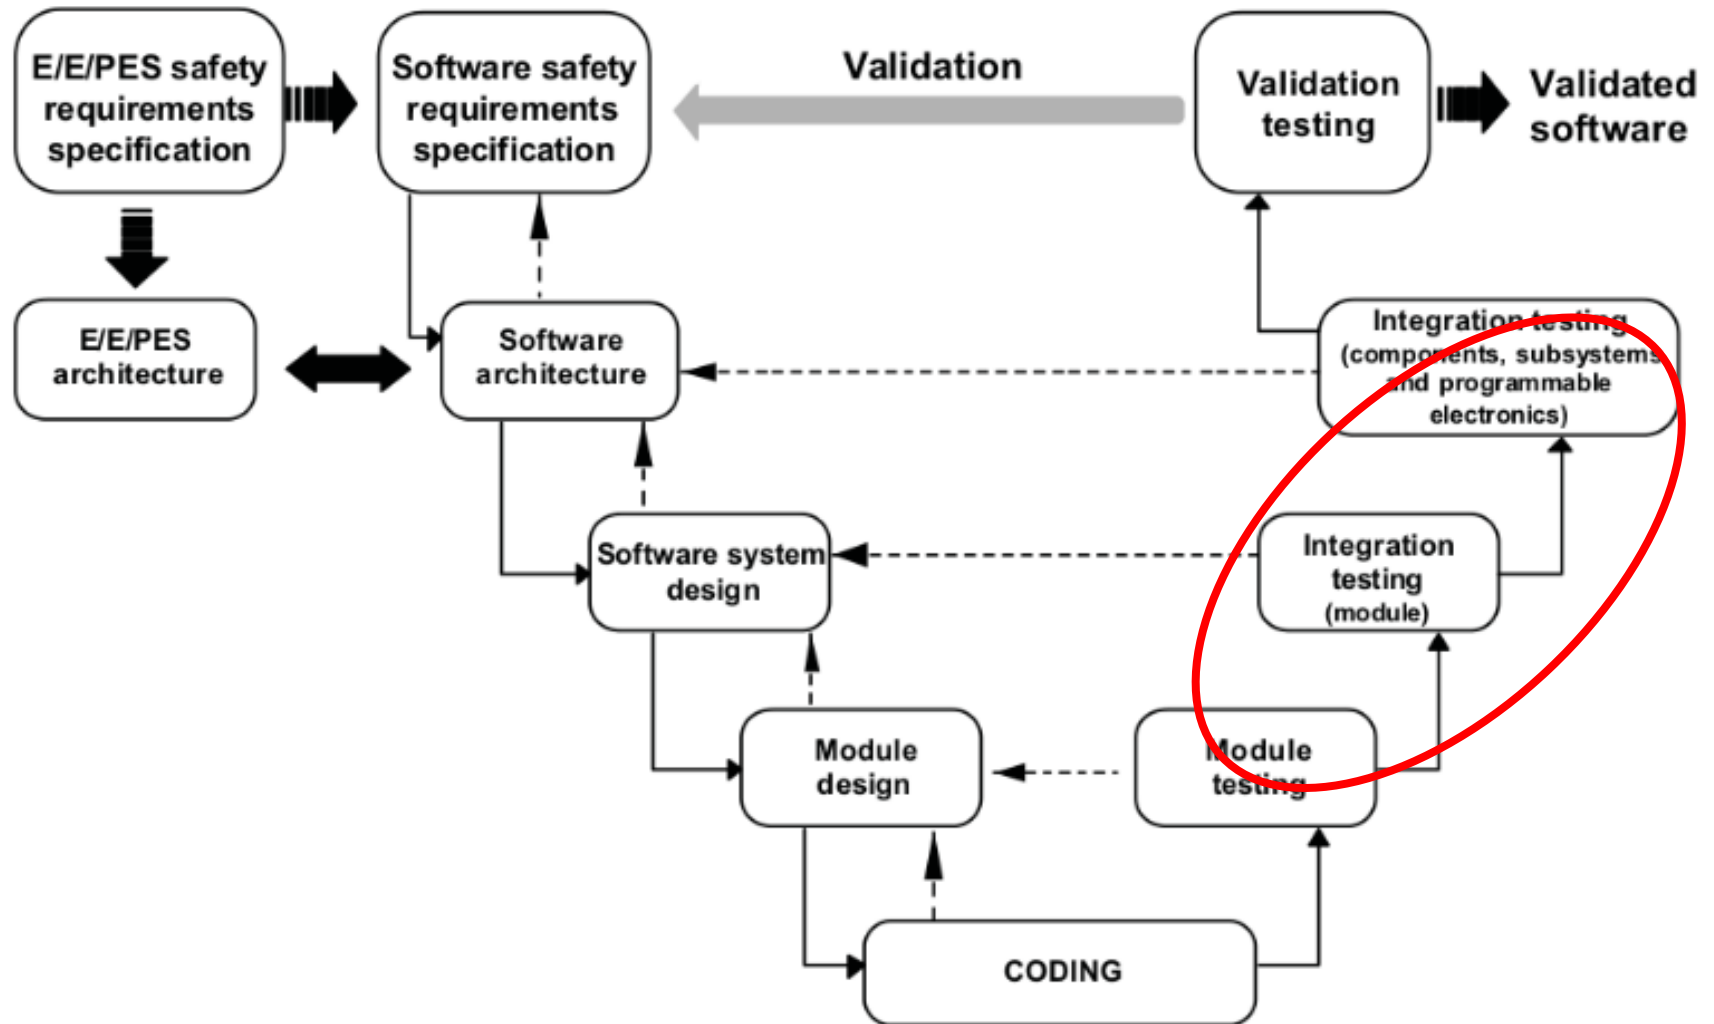 E/E/PES safety
requirements
specification
Software safety
requirements
specification
Validation
Validation
testing
Validated
software
E/E/PES
architecture
Software
architecture
Integration testing
(components, subsystems
and programmable
electronics)
Software system
design
Integration
testing
(module)
Module
design
Module
testing
CODING